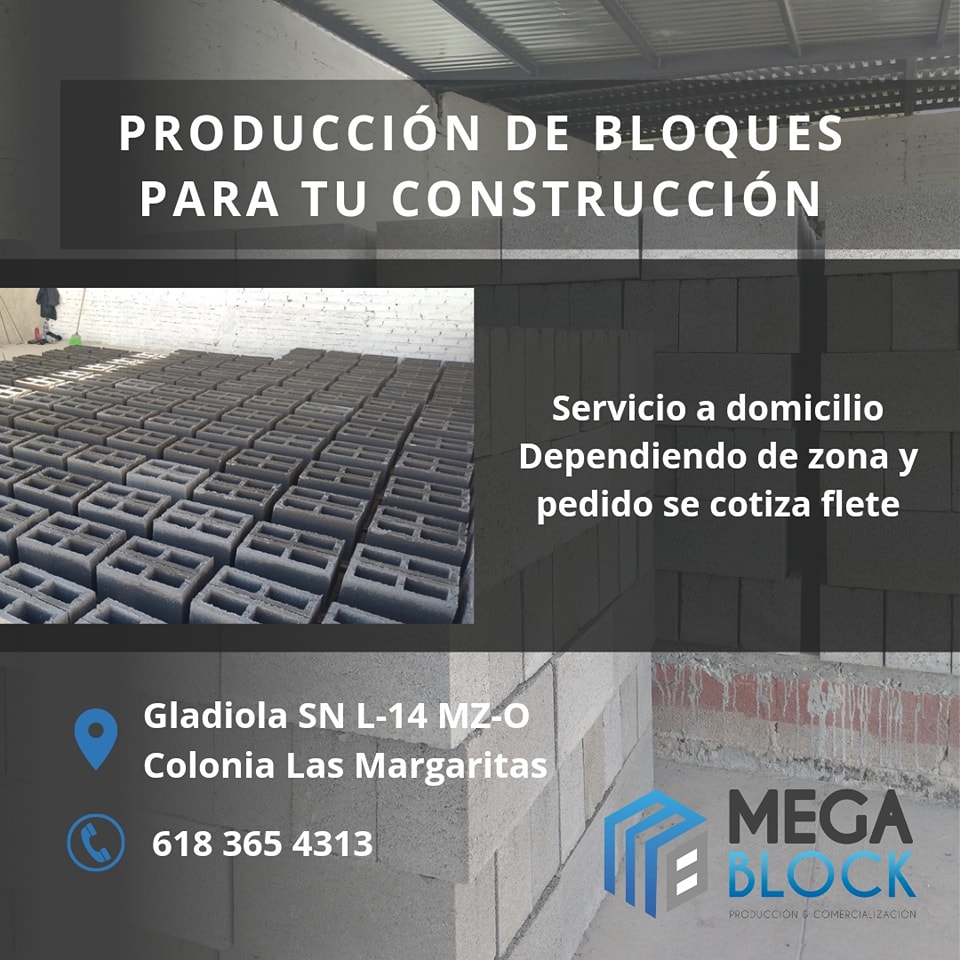 PRODUCCIÓN DE BLOQUES
PARA TU CONSTRUCCIÓN
Servicio a domicilio
Dependiendo de zona y
pedido se cotiza flete
Gladiola SN L-14 MZ-O
Colonia Las Margaritas
618 365 4313
MEGA
BLOCK
PRODUCCIÓN & COMERCIALIZACIÓN